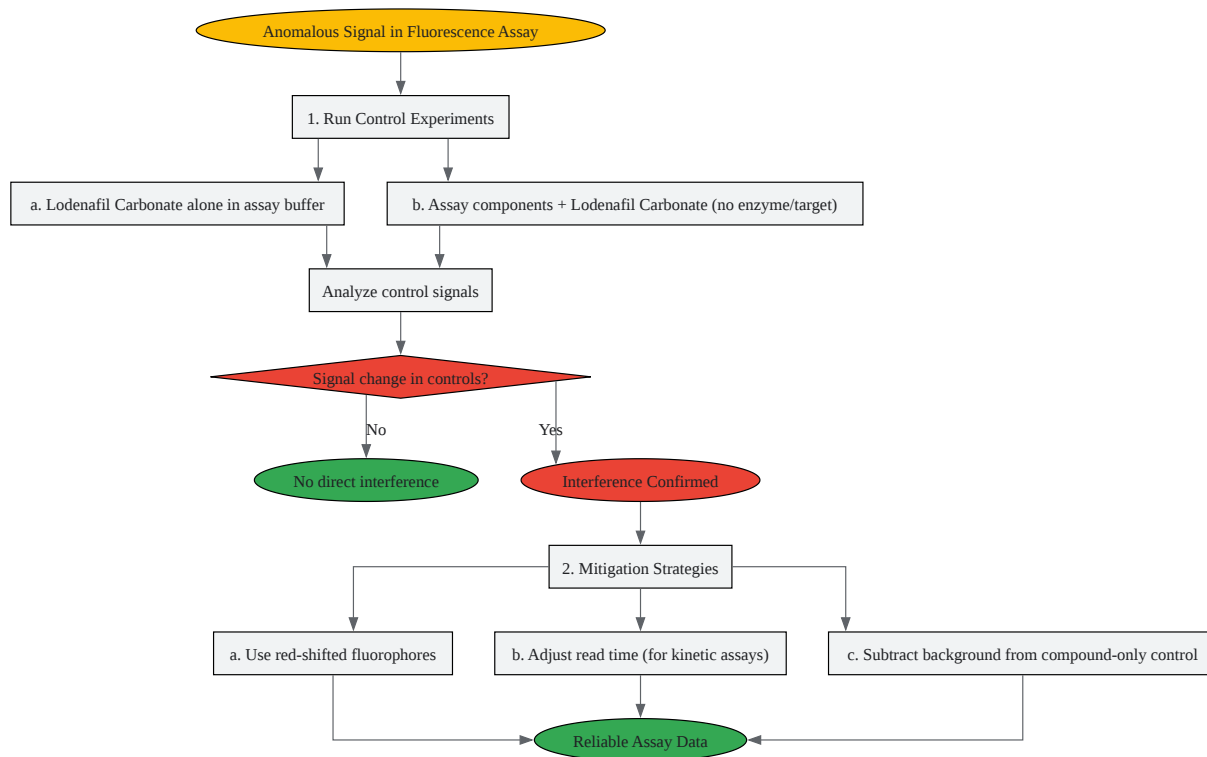 Anomalous Signal in Fluorescence Assay
1. Run Control Experiments
a. Lodenafil Carbonate alone in assay buffer
b. Assay components + Lodenafil Carbonate (no enzyme/target)
Analyze control signals
Signal change in controls?
No
Yes
No direct interference
Interference Confirmed
2. Mitigation Strategies
a. Use red-shifted fluorophores
b. Adjust read time (for kinetic assays)
c. Subtract background from compound-only control
Reliable Assay Data